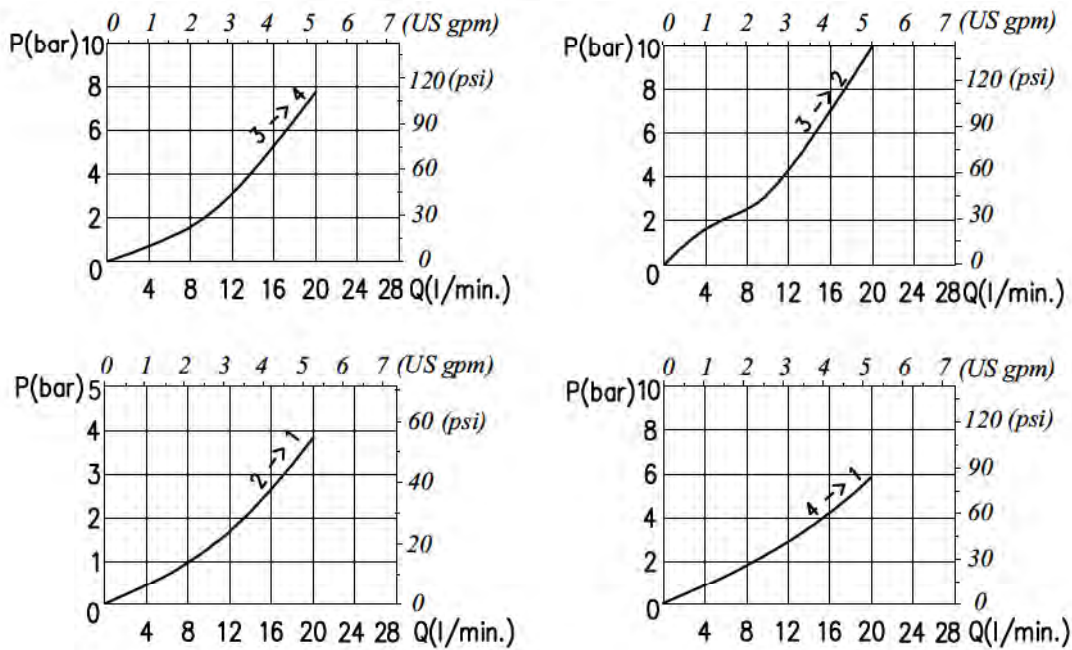 0 1 2 3 4 5 6 7 (US gpm)
P(bar) 10
8 120 (psi)
6 90
4 60
2 30
0 0
3 → 4
4 8 12 16 20 24 28 Q(l/min.)
0 1 2 3 4 5 6 7 (US gpm)
P(bar) 10
8 120 (psi)
6 90
4 60
2 30
0 0
3 → 2
4 8 12 16 20 24 28 Q(l/min.)
0 1 2 3 4 5 6 7 (US gpm)
P(bar) 5
4 60 (psi)
3 40
2
1 20
0 0
2 → 1
4 8 12 16 20 24 28 Q(l/min.)
0 1 2 3 4 5 6 7 (US gpm)
P(bar) 10
8 120 (psi)
6 90
4 60
2 30
0 0
4 → 1
4 8 12 16 20 24 28 Q(l/min.)